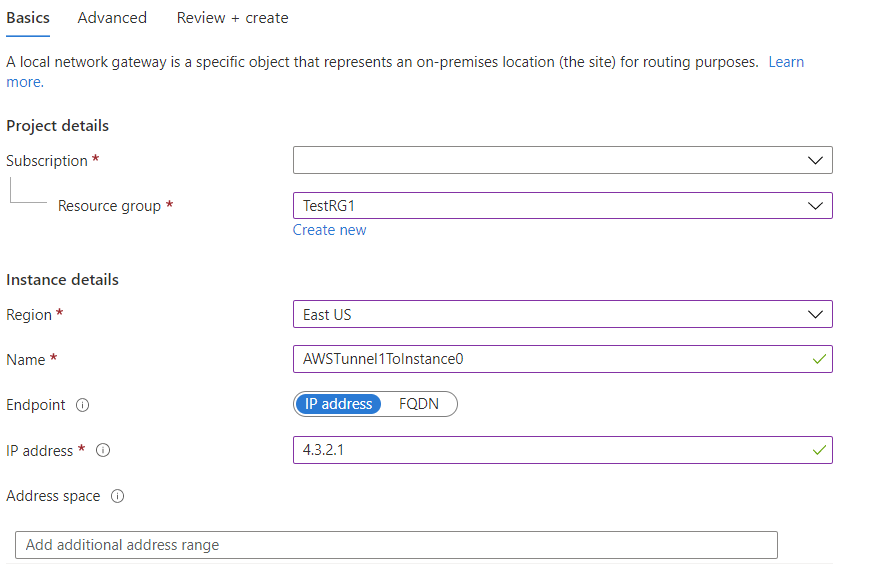 Basics Advanced Review + create
A local network gateway is a specific object that represents an on-premises location (the site) for routing purposes. Learn
more.
Project details
Subscription *
Resource group * TestRG1
Create new
Instance details
Region * East US
Name * AWSTunnel1ToInstance0
Endpoint IP address FQDN
IP address * 4.3.2.1
Address space
Add additional address range